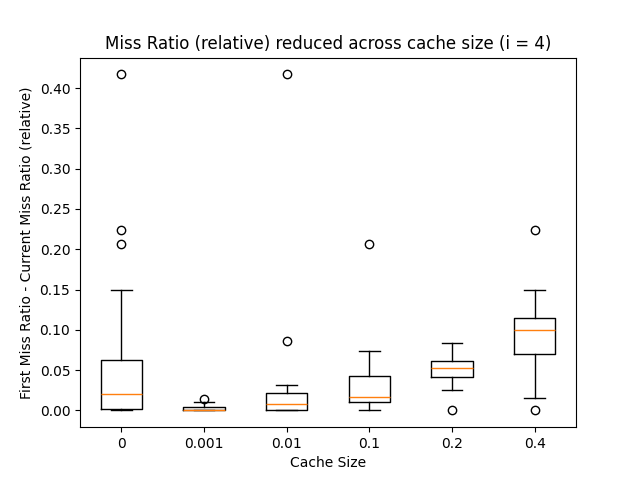 Miss Ratio (relative) reduced across cache size (i = 4)
First Miss Ratio - Current Miss Ratio (relative)
0.40
0.35
0.30
0.25
0.20
0.15
0.10
0.05
0.00
0 0.001 0.01 0.1 0.2 0.4
Cache Size